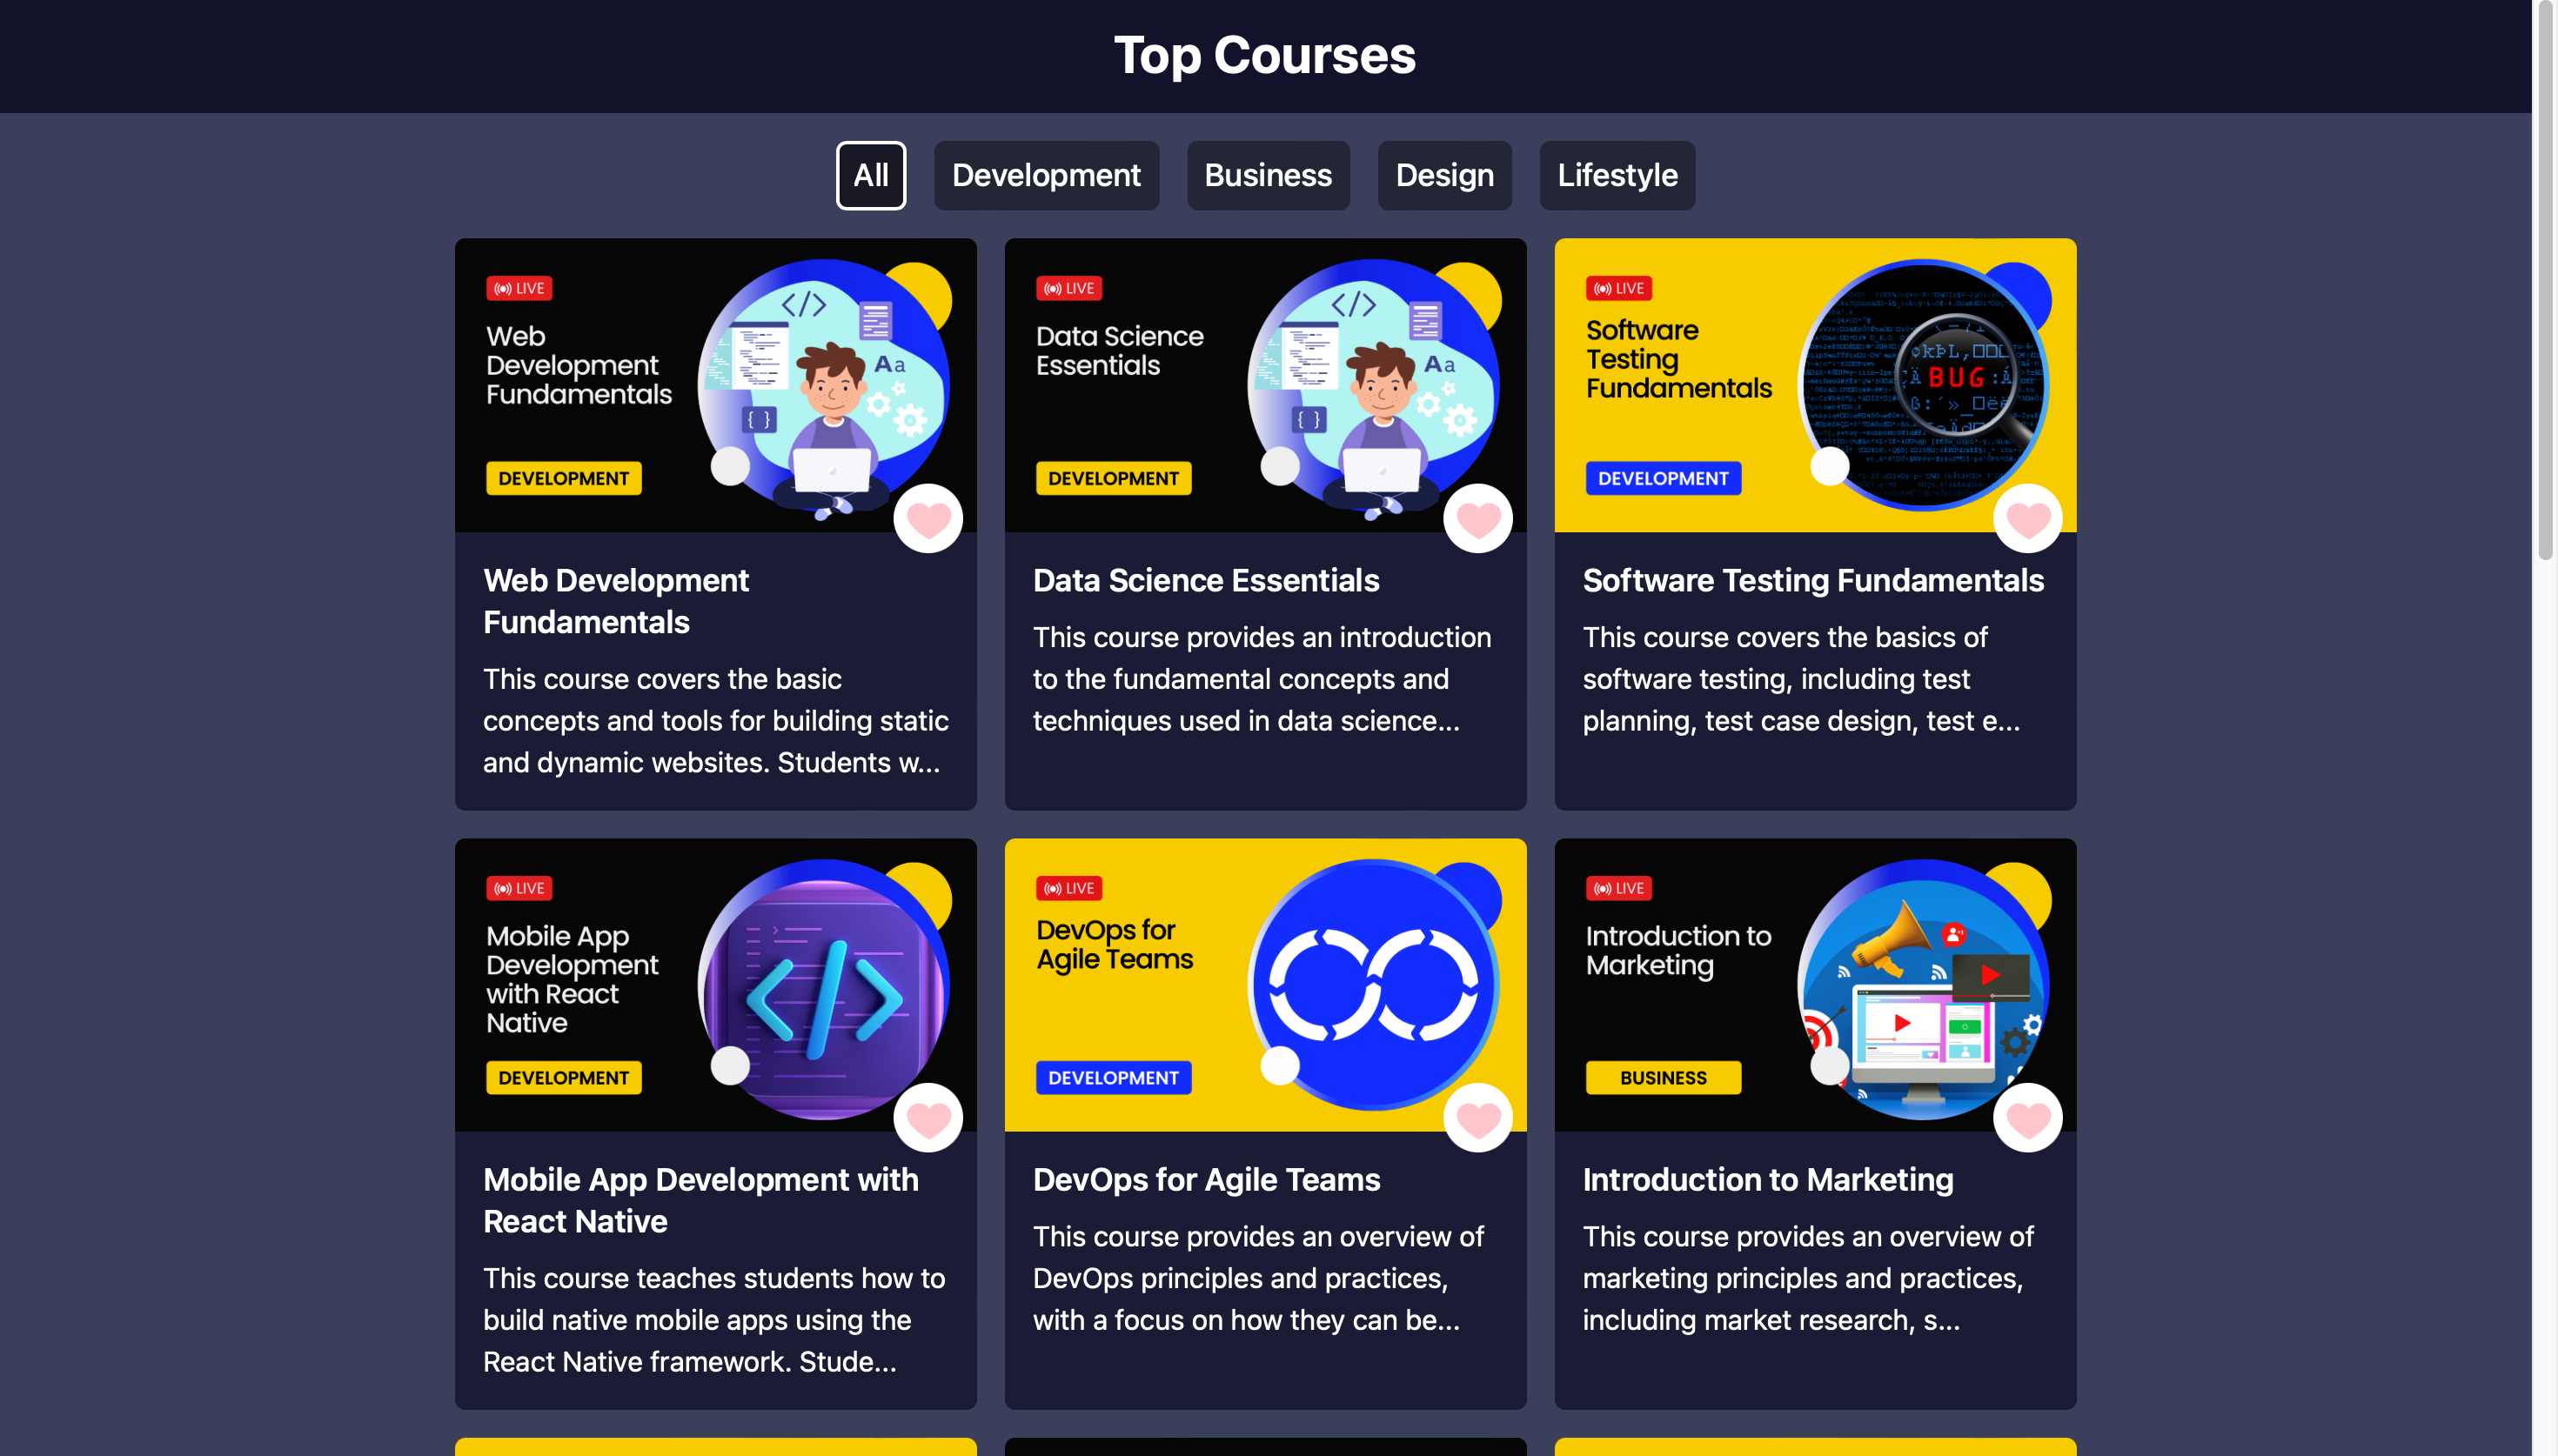 Top Courses
All Development Business Design Lifestyle
LIVE
Web
Development
Fundamentals
DEVELOPMENT
</>
Aa
{ }
Web Development
Fundamentals
This course covers the basic
concepts and tools for building static
and dynamic websites. Students w...
LIVE
Data Science
Essentials
DEVELOPMENT
</>
Aa
{ }
Data Science Essentials
This course provides an introduction
to the fundamental concepts and
techniques used in data science...
LIVE
Software
Testing
Fundamentals
DEVELOPMENT
BUG
Software Testing Fundamentals
This course covers the basics of
software testing, including test
planning, test case design, test e...
LIVE
Mobile App
Development
with React
Native
DEVELOPMENT
</>
Mobile App Development with
React Native
This course teaches students how to
build native mobile apps using the
React Native framework. Stude...
LIVE
DevOps for
Agile Teams
DEVELOPMENT
DevOps for Agile Teams
This course provides an overview of
DevOps principles and practices,
with a focus on how they can be...
LIVE
Introduction to
Marketing
BUSINESS
Introduction to Marketing
This course provides an overview of
marketing principles and practices,
including market research, s...